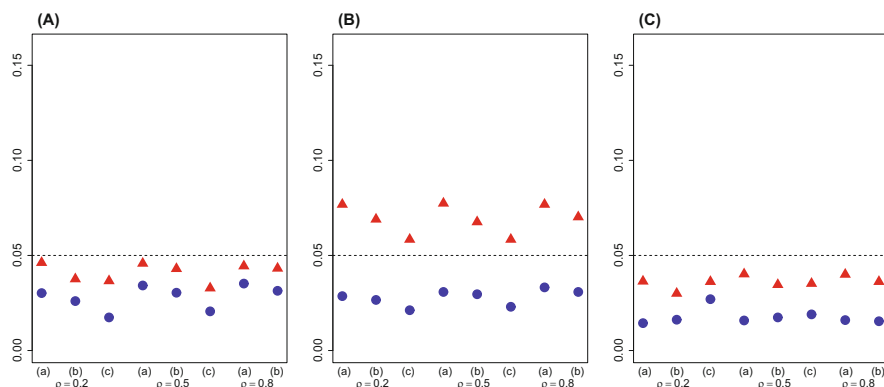 (A) (B) (C)
0.15 0.15 0.15
0.10 0.10 0.10
0.05 0.05 0.05
0.00 0.00 0.00
(a) (b) (c) (a) (b) (c) (a) (b) (a) (b) (c) (a) (b) (c) (a) (b) (a) (b) (c) (a) (b) (c) (a) (b)
ρ = 0.2 ρ = 0.5 ρ = 0.8 ρ = 0.2 ρ = 0.5 ρ = 0.8 ρ = 0.2 ρ = 0.5 ρ = 0.8